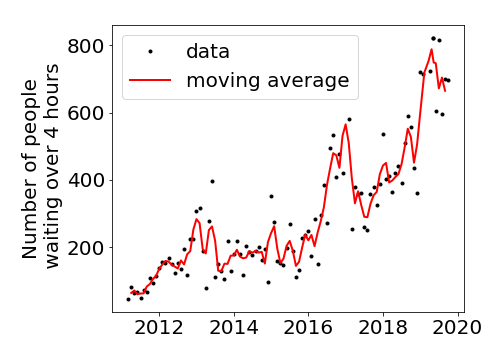 data
moving average
Number of people
waiting over 4 hours
800
600
400
200
2012 2014 2016 2018 2020